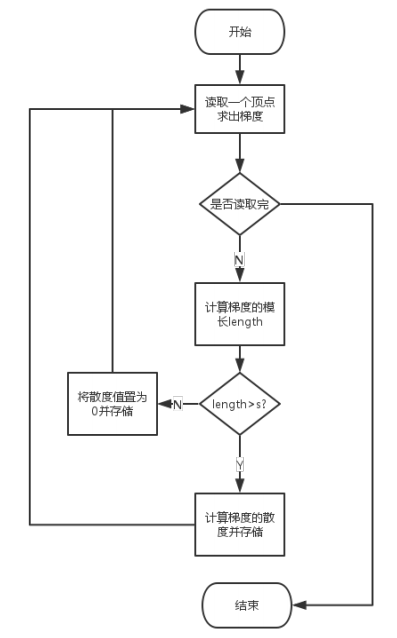 开始
读取一个顶点
求出梯度
是否读取完
N
计算梯度的模
长length
length>s?
N
将散度值置为
0并存储
Y
计算梯度的散
度并存储
结束